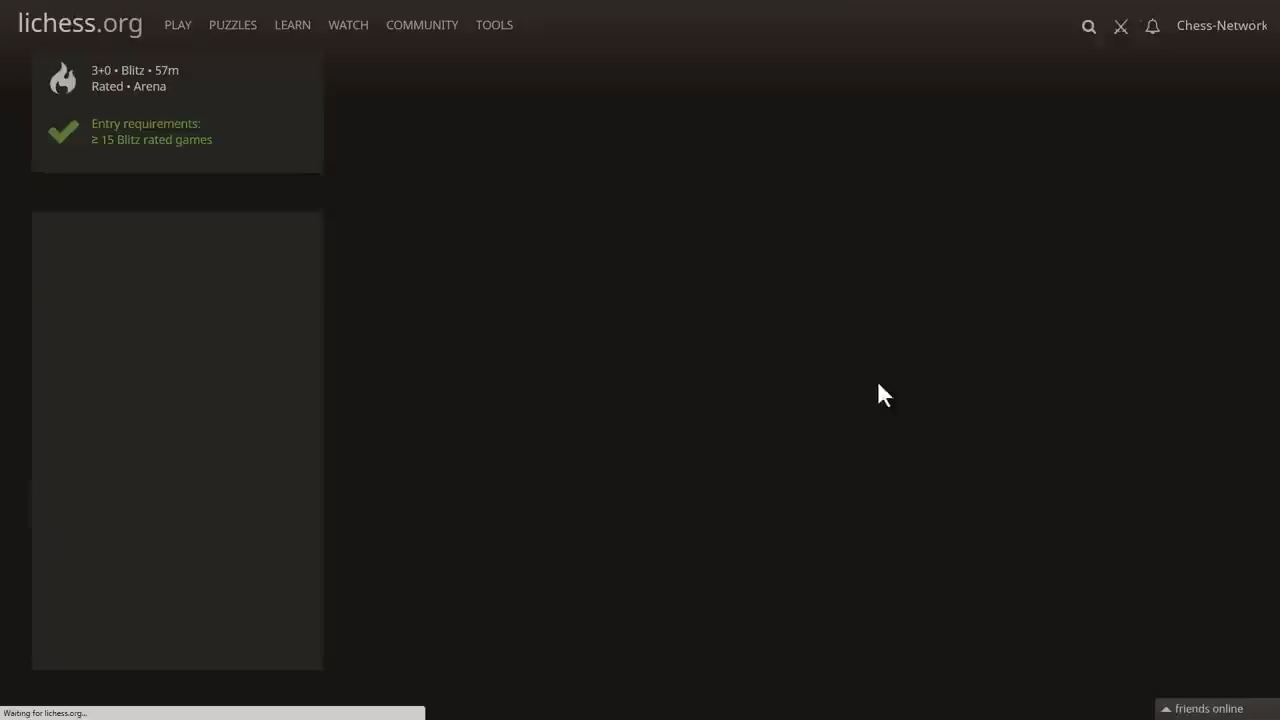 lichess.org PLAY PUZZLES LEARN WATCH COMMUNITY TOOLS Chess-Network
3+0 • Blitz • 57m
Rated • Arena
Entry requirements:
≥ 15 Blitz rated games
Waiting for lichess.org...
friends online